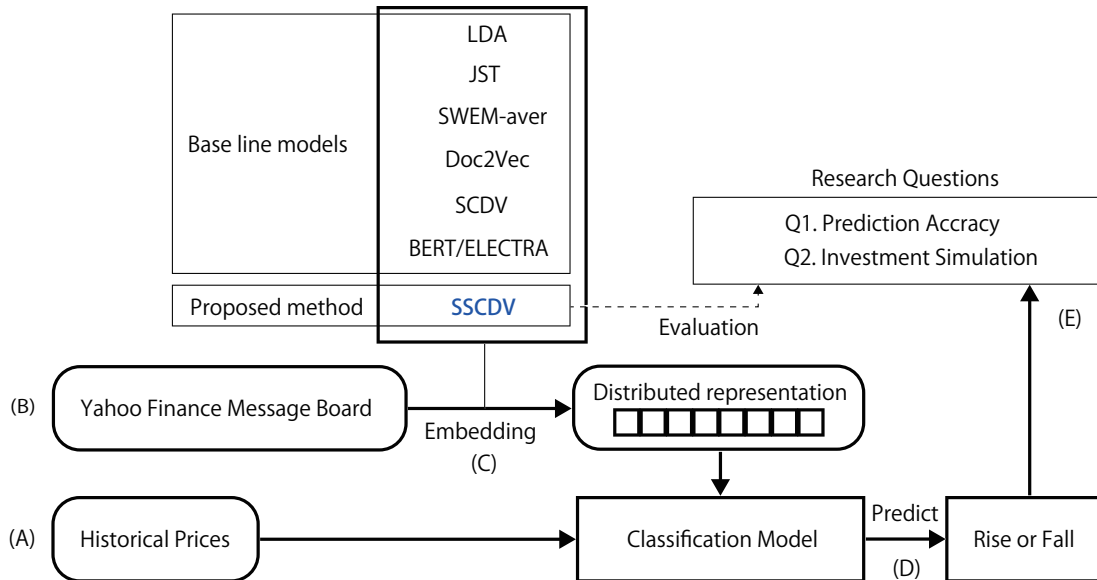 LDA
JST
SWEM-aver
Base line models
Doc2Vec
SCDV
BERT/ELECTRA
Proposed method
SSCDV
Research Questions
Q1. Prediction Accracy
Q2. Investment Simulation
Evaluation
(E)
(B)
Yahoo Finance Message Board
Embedding
(C)
Distributed representation
(A)
Historical Prices
Classification Model
Predict
(D)
Rise or Fall